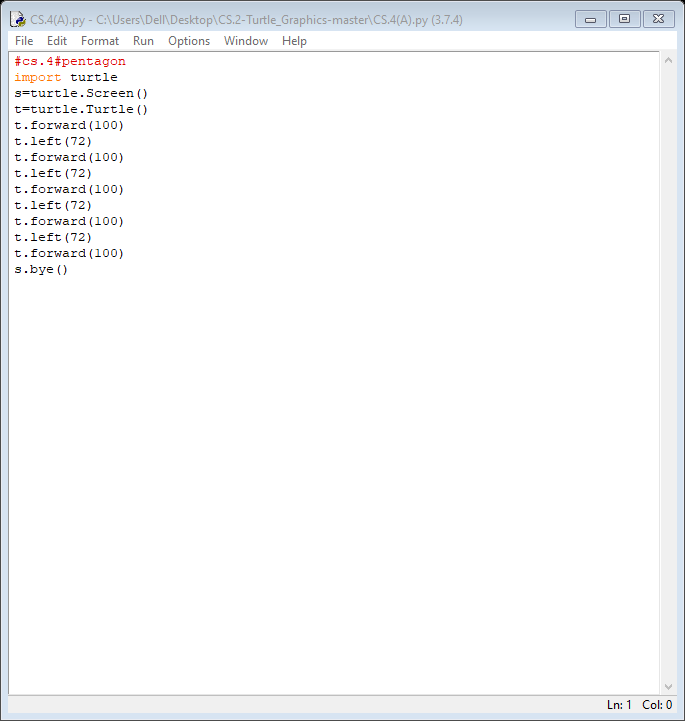 CS.4(A).py - C:\Users\Dell\Desktop\CS.2-Turtle_Graphics-master\CS.4(A).py (3.7.4)
File Edit Format Run Options Window Help
#cs.4#pentagon
import turtle
s=turtle.Screen()
t=turtle.Turtle()
t.forward(100)
t.left(72)
t.forward(100)
t.left(72)
t.forward(100)
t.left(72)
t.forward(100)
t.left(72)
t.forward(100)
s.bye()
Ln: 1 Col: 0